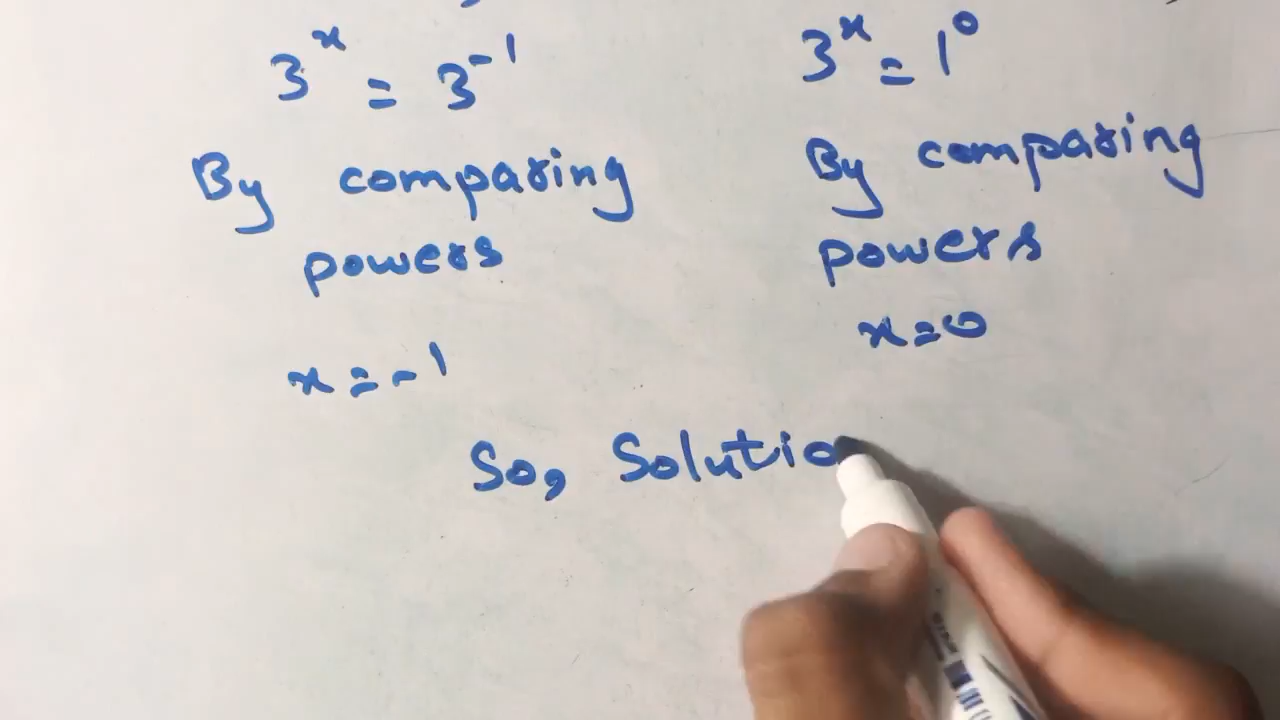 3^x = 3^-1
By comparing
powers
x = -1
3^x = 1^0
By comparing
powers
x = 0
So, Solutio